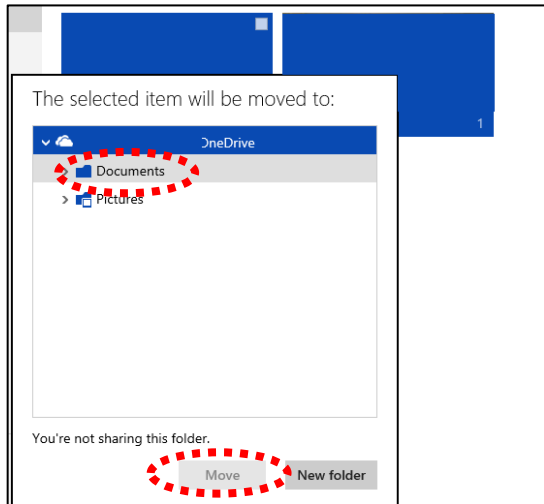 1
The selected item will be moved to:
OneDrive
Documents
Pictures
You're not sharing this folder.
Move New folder